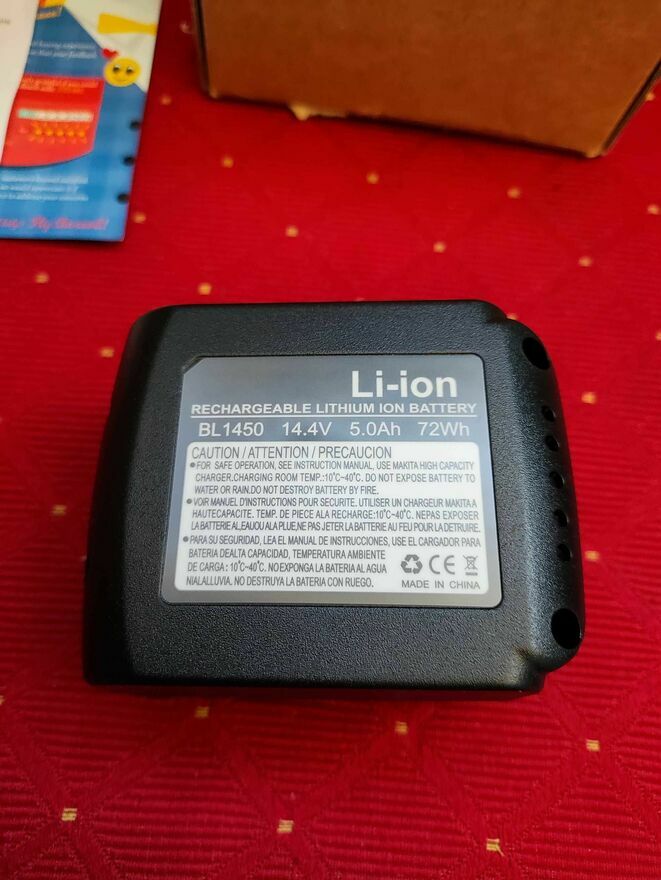 Li-ion
RECHARGEABLE LITHIUM ION BATTERY
BL1450 14.4V 5.0Ah 72Wh
CAUTION / ATTENTION / PRECAUCION
•FOR SAFE OPERATION, SEE INSTRUCTION MANUAL, USE MAKITA HIGH CAPACITY
CHARGER.CHARGING ROOM TEMP.:10℃~40℃. DO NOT EXPOSE BATTERY TO
WATER OR RAIN.DO NOT DESTROY BATTERY BY FIRE.
•VOIR MANUEL D'INSTRUCTIONS POUR SECURITE. UTILISER UN CHARGEUR MAKITA A
HAUTECAPACITE. TEMP. DE PIECE ALA RECHARGE:10℃~40℃. NEPAS EXPOSER
LA BATTERIE AL,EAUOU ALA PLUE,NE PAS JETER LA BATTERIE AU FEU POUR LA DETRUIRE.
•PARA SU SEGURIDAD, LEA EL MANUAL DE INSTRUCCIONES, USE EL CARGADOR PARA
BATERIA DEALTA CAPACIDAD, TEMPERATURA AMBIENTE
DE CARGA: 10℃~40℃. NO EXPONGA LA BATERIA AL AGUA
NIALALLUVIA. NO DESTRUYA LA BATERIA CON RUEGO.
CE
MADE IN CHINA